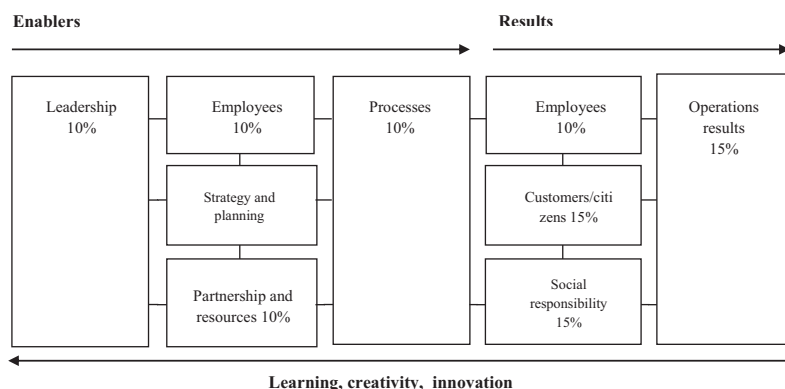 Enablers
Results
Leadership
10%
Employees
10%
Strategy and
planning
Partnership and
resources 10%
Processes
10%
Employees
10%
Customers/citi
zens 15%
Social
responsibility
15%
Operations
results
15%
Learning, creativity, innovation